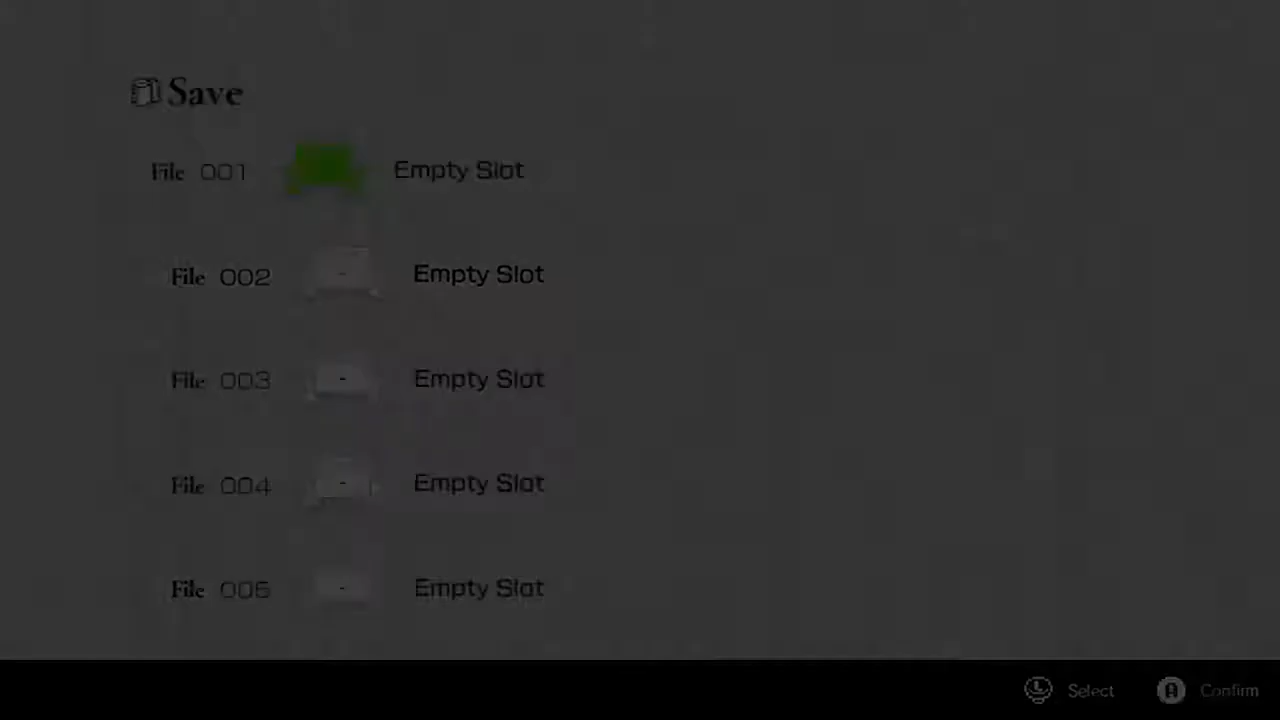 Save
File 001 Empty Slot
File 002 - Empty Slot
File 003 - Empty Slot
File 004 - Empty Slot
File 005 - Empty Slot
L Select A Confirm